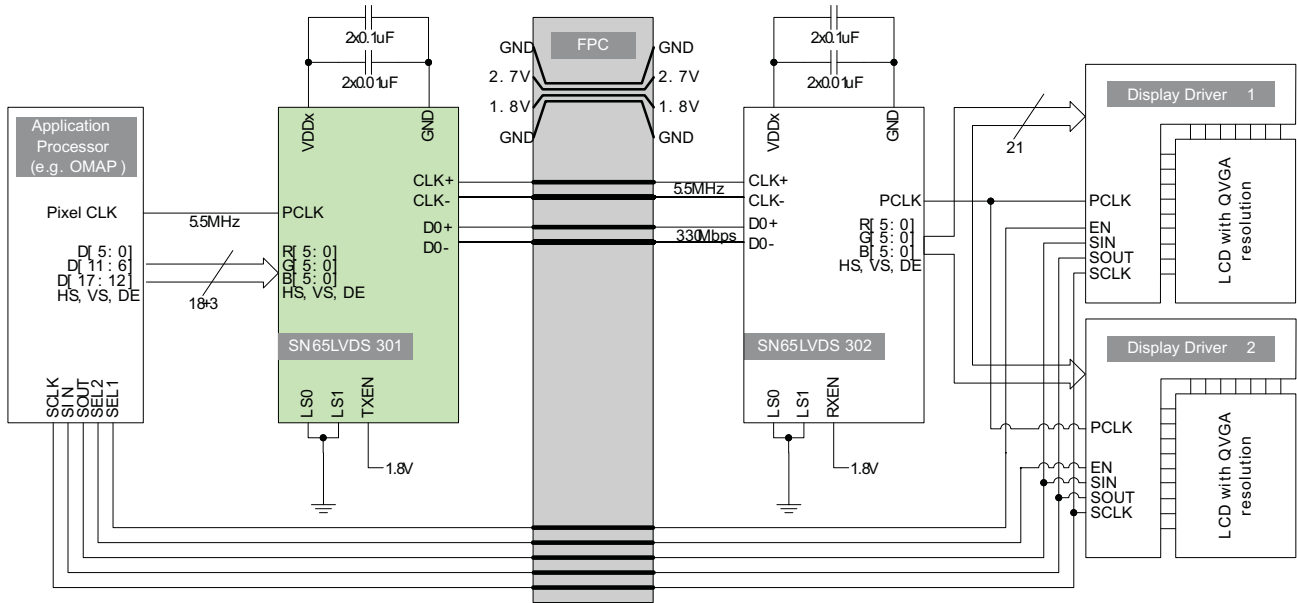 2x0.1uF
2x0.01uF
VDDx
GND
Application
Processor
(e.g. OMAP)
Pixel CLK
D[5:0]
D[11:6]
D[17:12]
HS, VS, DE
SCLK
SIN
SOUT
SEL2
SEL1
5.5MHz
18+3
PCLK
R[5:0]
G[5:0]
B[5:0]
HS, VS, DE
CLK+
CLK-
D0+
D0-
SN65LVDS 301
LS0
LS1
TXEN
1.8V
FPC
GND
2.7V
1.8V
GND
GND
2.7V
1.8V
GND
5.5MHz
330Mbps
2x0.1uF
2x0.01uF
VDDx
GND
CLK+
CLK-
D0+
D0-
PCLK
R[5:0]
G[5:0]
B[5:0]
HS, VS, DE
SN65LVDS 302
LS0
LS1
RXEN
1.8V
21
Display Driver 1
PCLK
EN
SIN
SOUT
SCLK
LCD with QVGA
resolution
Display Driver 2
PCLK
EN
SIN
SOUT
SCLK
LCD with QVGA
resolution